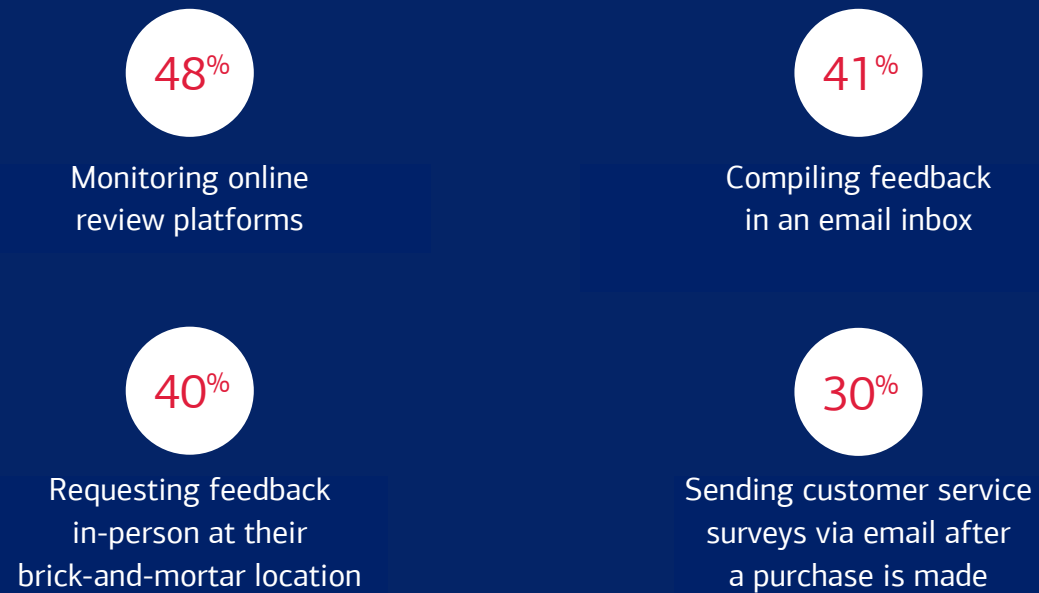 48%
Monitoring online
review platforms
41%
Compiling feedback
in an email inbox
40%
Requesting feedback
in-person at their
brick-and-mortar location
30%
Sending customer service
surveys via email after
a purchase is made